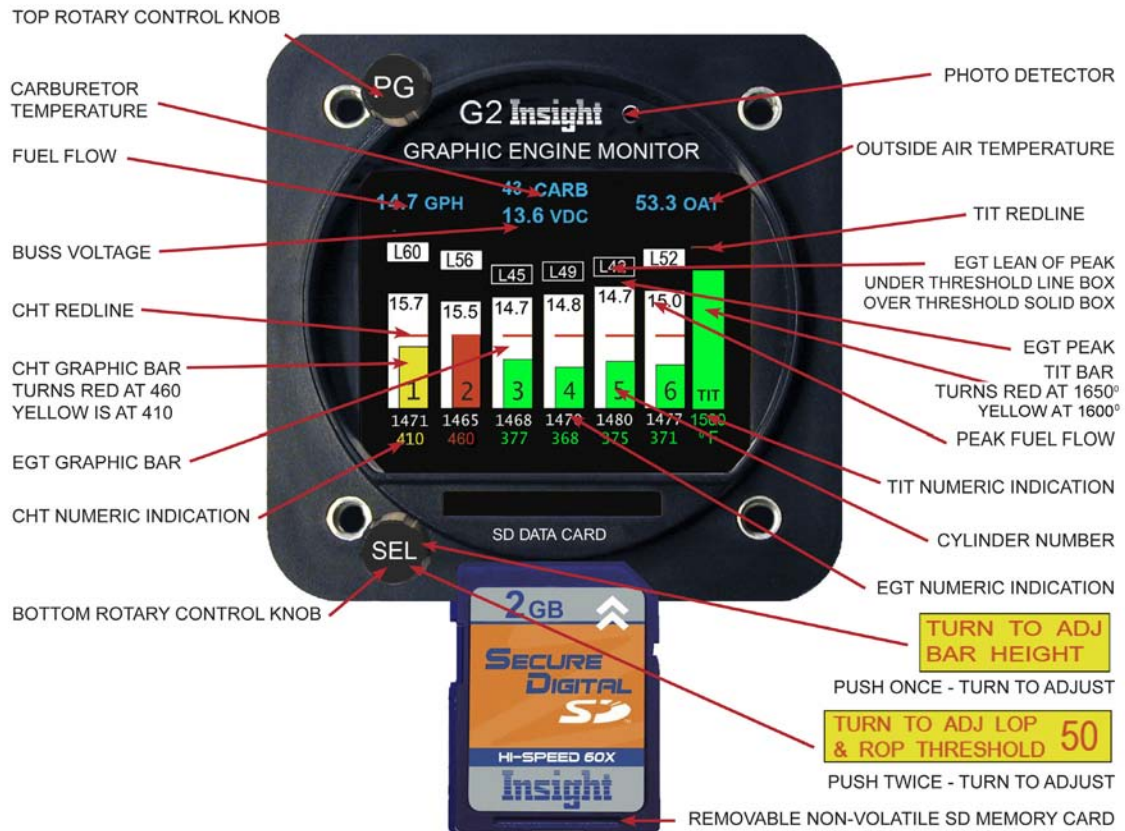 TOP ROTARY CONTROL KNOB
CARBURETOR
TEMPERATURE
FUEL FLOW
BUSS VOLTAGE
CHT REDLINE
CHT GRAPHIC BAR
TURNS RED AT 460
YELLOW IS AT 410
EGT GRAPHIC BAR
CHT NUMERIC INDICATION
BOTTOM ROTARY CONTROL KNOB
PG
G2 Insight
GRAPHIC ENGINE MONITOR
43 CARB
14.7 GPH
13.6 VDC
53.3 OAT
L60 L56 L45 L49 L42 L52
15.7 15.5 14.7 14.8 14.7 15.0
1 2 3 4 5 6 TIT
1471 1465 1468 1479 1480 1477 1500
410 460 377 368 375 371 °F
SD DATA CARD
SEL
2 GB
SECURE
DIGITAL
SD
HI-SPEED 60X
Insight
PHOTO DETECTOR
OUTSIDE AIR TEMPERATURE
TIT REDLINE
EGT LEAN OF PEAK
UNDER THRESHOLD LINE BOX
OVER THRESHOLD SOLID BOX
EGT PEAK
TIT BAR
TURNS RED AT 1650°
YELLOW AT 1600°
PEAK FUEL FLOW
TIT NUMERIC INDICATION
CYLINDER NUMBER
EGT NUMERIC INDICATION
TURN TO ADJ
BAR HEIGHT
PUSH ONCE - TURN TO ADJUST
TURN TO ADJ LOP
& ROP THRESHOLD 50
PUSH TWICE - TURN TO ADJUST
REMOVABLE NON-VOLATILE SD MEMORY CARD